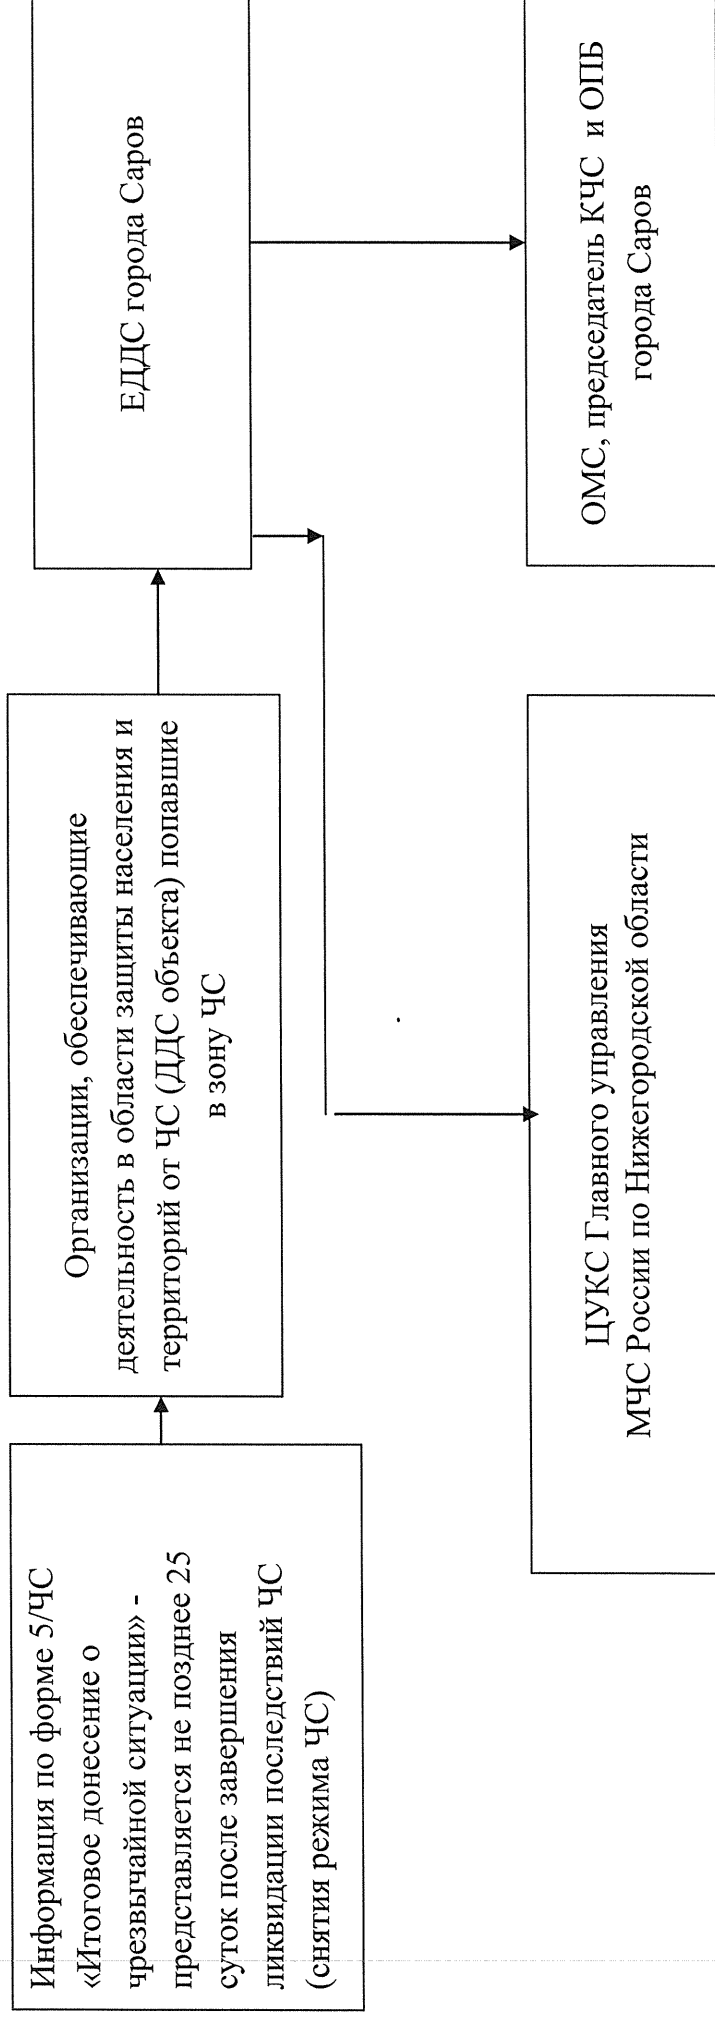 Информация по форме 5/ЧС
«Итоговое донесение о
чрезвычайной ситуации» -
представляется не позднее 25
суток после завершения
ликвидации последствий ЧС
(снятия режима ЧС)
Организации, обеспечивающие
деятельность в области защиты населения и
территорий от ЧС (ДДС объекта) попавшие
в зону ЧС
ЕДДС города Саров
ЦУКС Главного управления
МЧС России по Нижегородской области
ОМС, председатель КЧС и ОПБ
города Саров